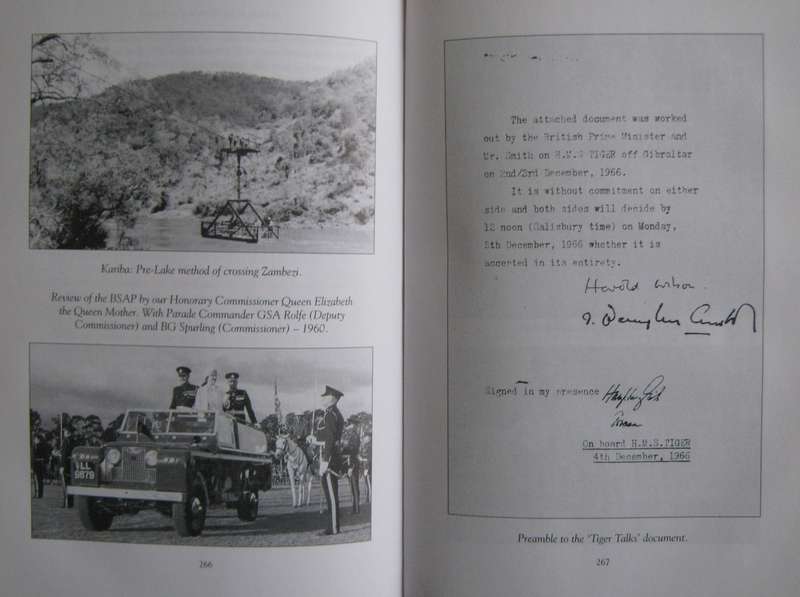 Kariba: Pre-Lake method of crossing Zambezi.
Review of the BSAP by our Honorary Commissioner Queen Elizabeth
the Queen Mother. With Parade Commander GSA Rolfe (Deputy
Commissioner) and BG Spurling (Commissioner) – 1960.
LL
9679
266
The attached document was worked
out by the British Prime Minister and
Mr. Smith on H.M.S TIGER off Gibraltar
on 2nd/3rd December, 1966.
It is without commitment on either
side and both sides will decide by
12 noon (Salisbury time) on Monday,
5th December, 1966 whether it is
accepted in its entirety.
Harold Wilson.
Signed in my presence
On board H.M.S.TIGER
4th December, 1966
Preamble to the 'Tiger Talks' document.
267